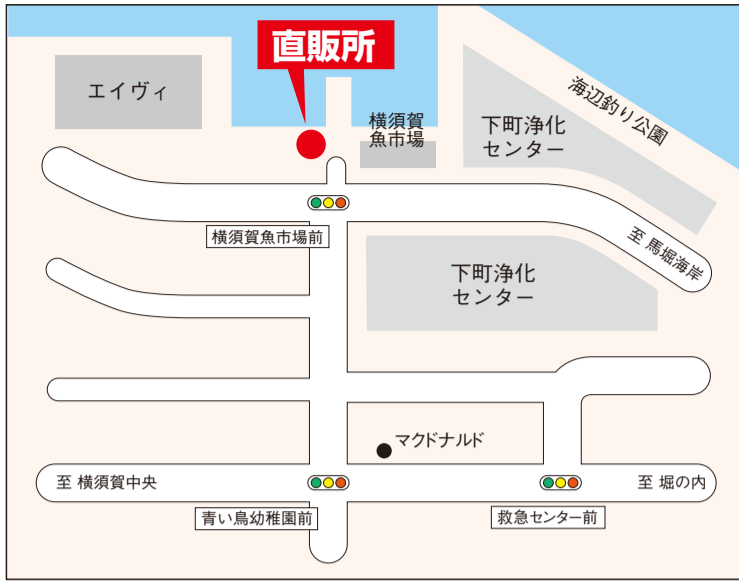 直販所
エイヴィ
横須賀
魚市場
下町浄化
センター
海辺釣り公園
横須賀魚市場前
至 馬堀海岸
下町浄化
センター
マクドナルド
至 横須賀中央
至 堀の内
青い鳥幼稚園前
救急センター前